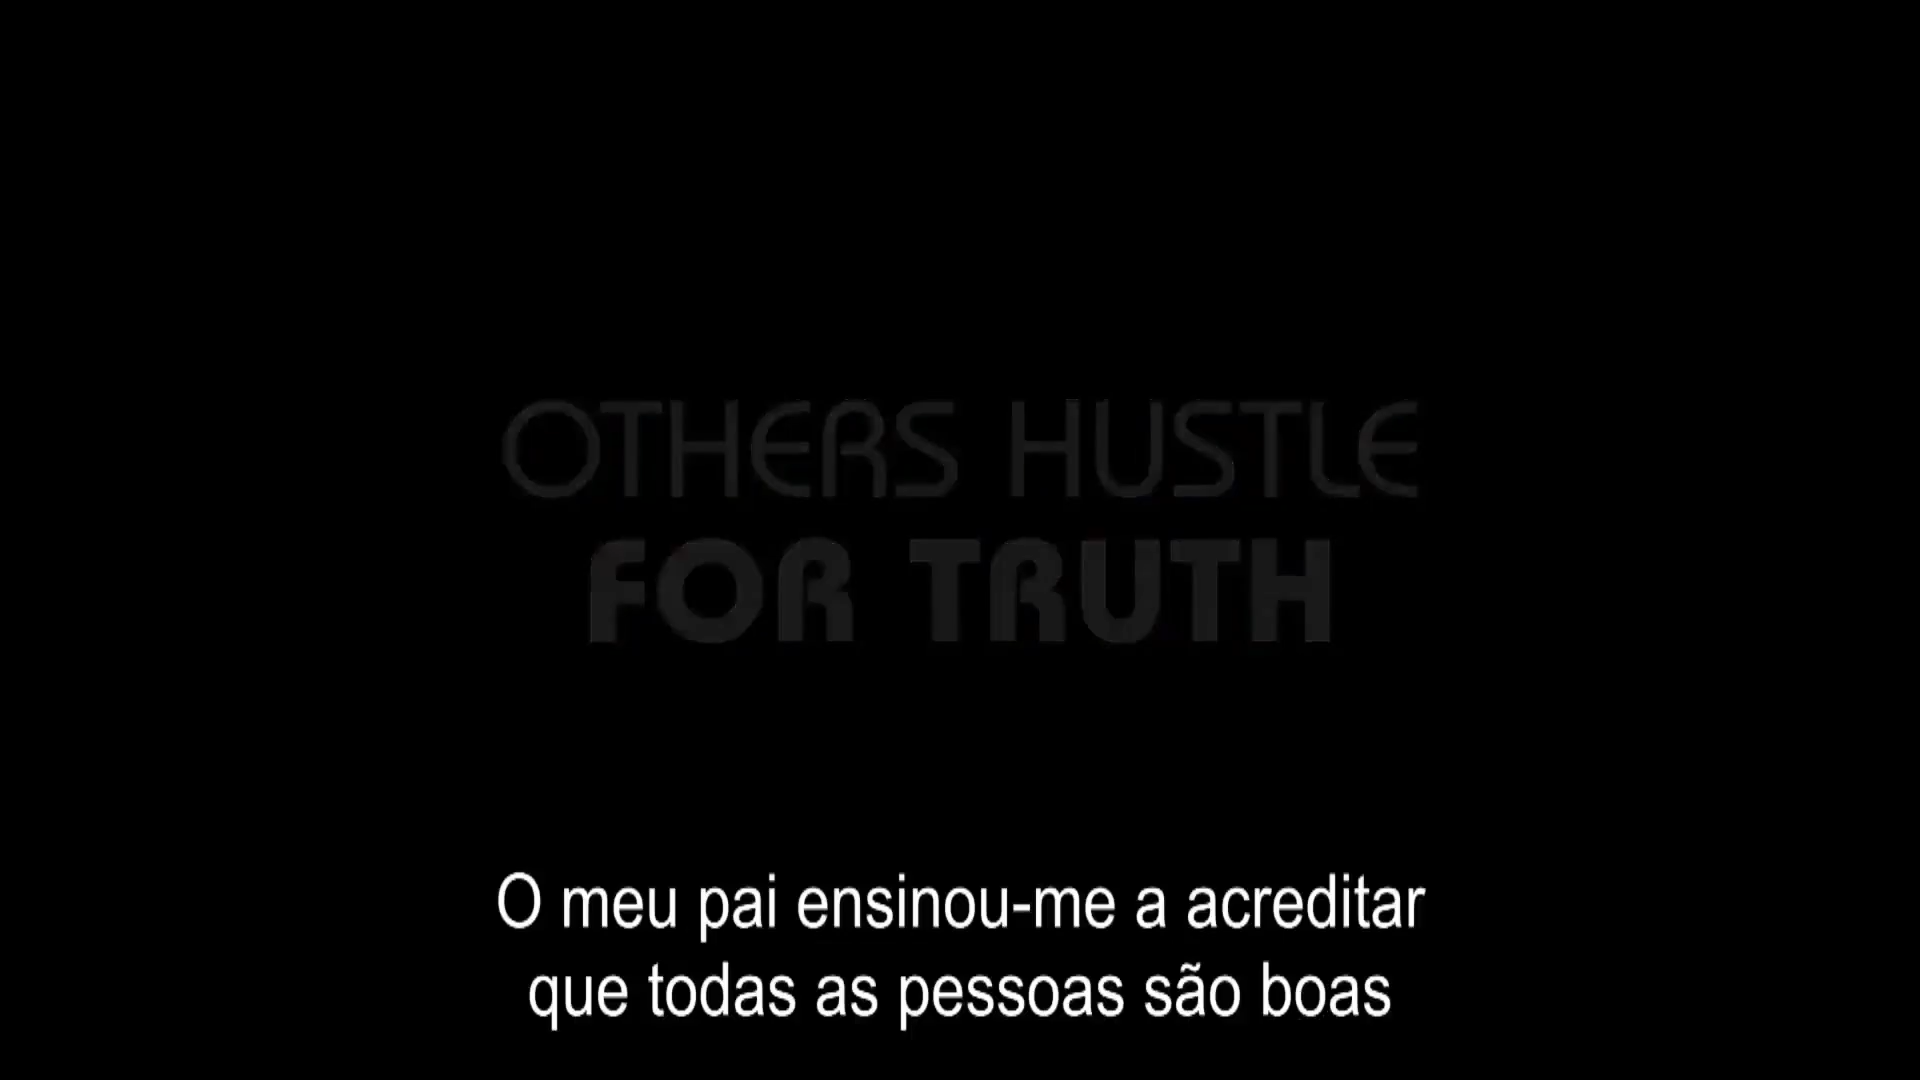 OTHERS HUSTLE
FOR TRUTH
O meu pai ensinou-me a acreditar
que todas as pessoas são boas